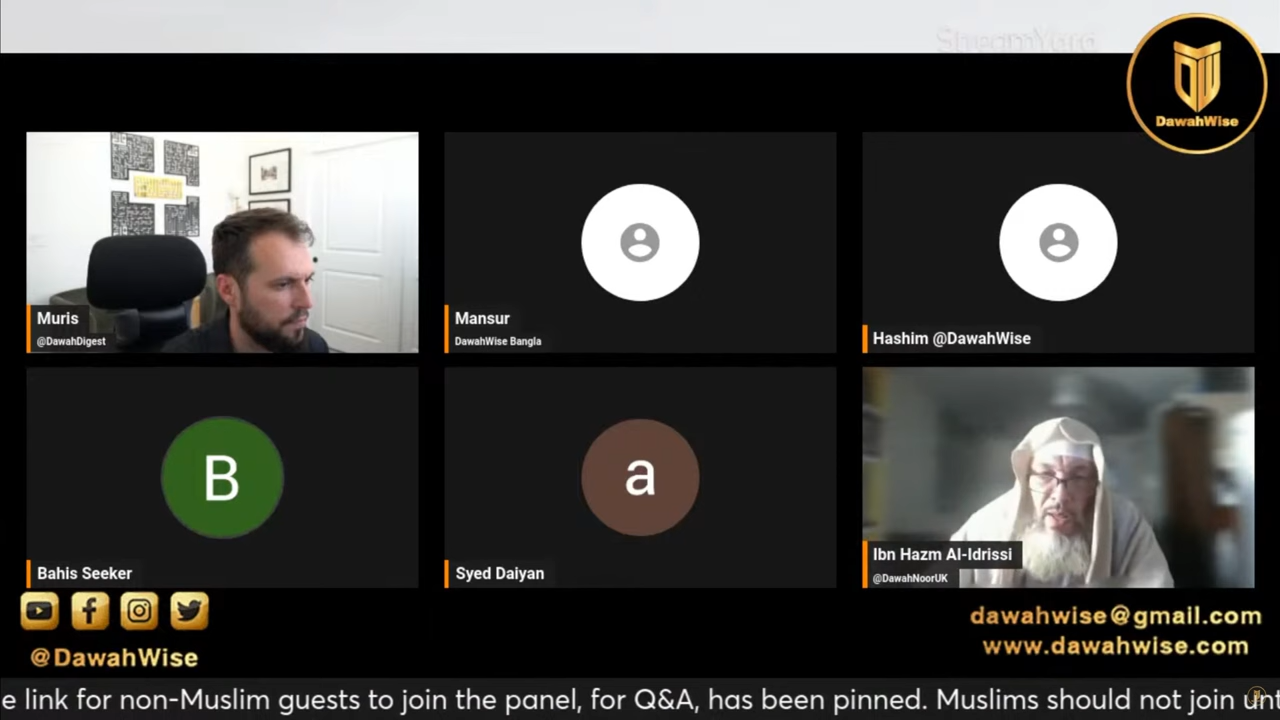 StreamYard
DawahWise
Muris
@DawahDigest
Mansur
DawahWise Bangla
Hashim @DawahWise
B
Bahis Seeker
a
Syed Daiyan
Ibn Hazm Al-Idrissi
@DawahNoorUK
@DawahWise
dawahwise@gmail.com
www.dawahwise.com
e link for non-Muslim guests to join the panel, for Q&A, has been pinned. Muslims should not join unt